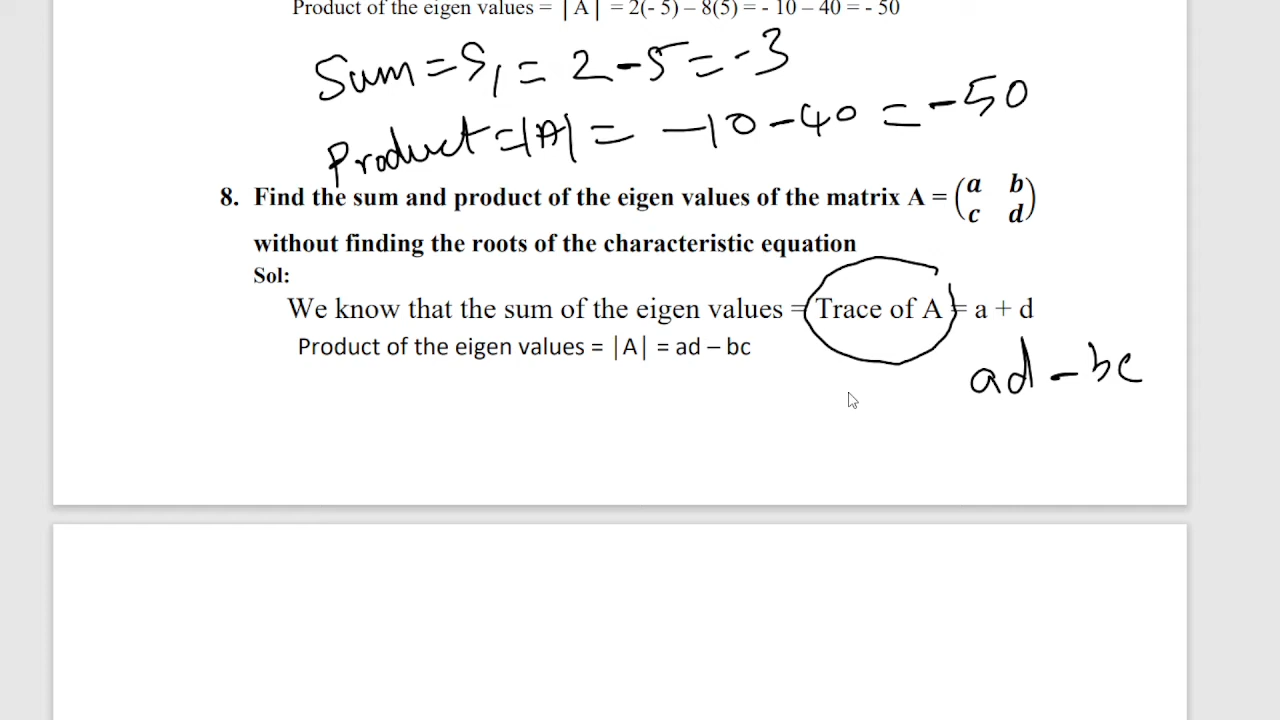 Product of the eigen values = |A| = 2(- 5) – 8(5) = - 10 – 40 = - 50
Sum = S1 = 2 - 5 = - 3
Product = |A| = - 10 - 40 = - 50
8. Find the sum and product of the eigen values of the matrix A = (a b
c d)
without finding the roots of the characteristic equation
Sol:
We know that the sum of the eigen values = Trace of A = a + d
Product of the eigen values = |A| = ad – bc
ad - bc